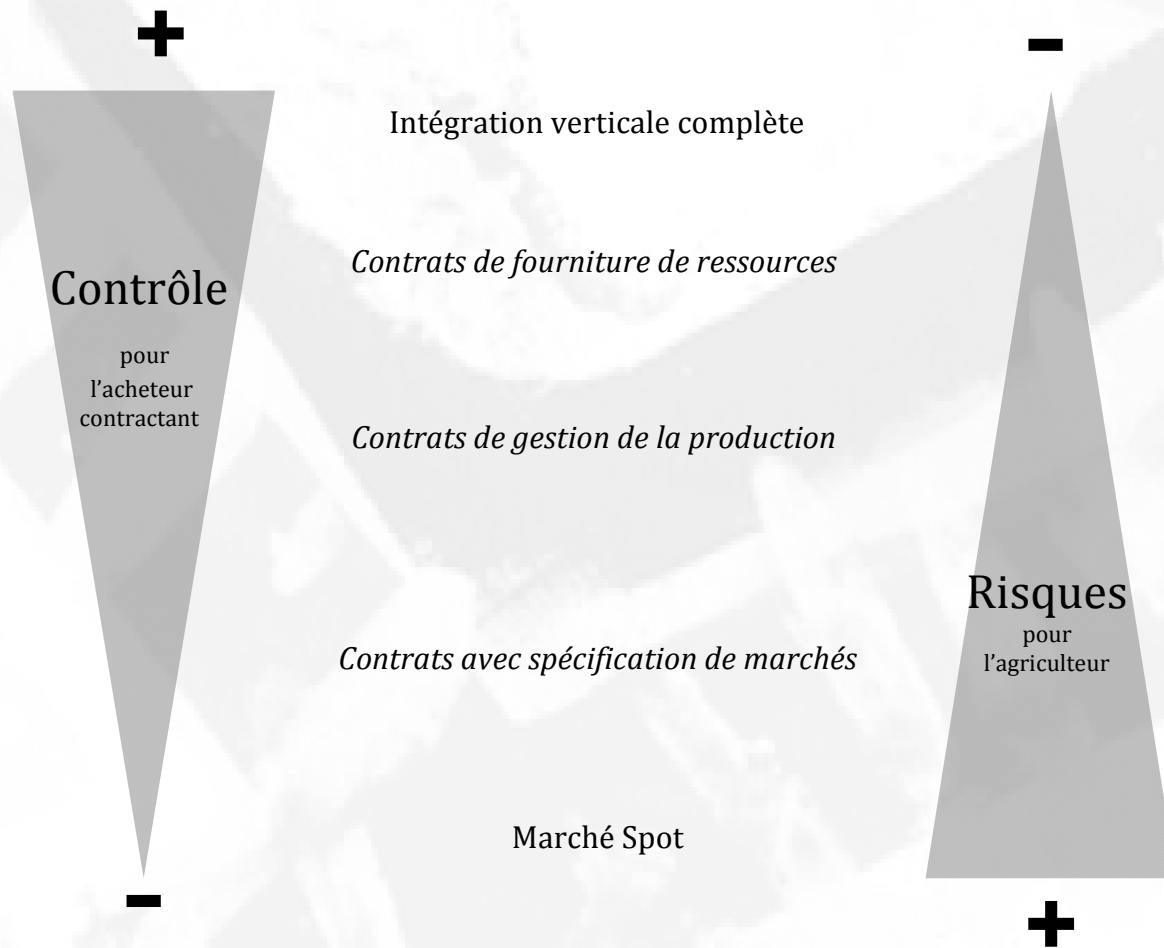 +
-
Intégration verticale complète
Contrats de fourniture de ressources
Contrôle
pour
l'acheteur
contractant
Contrats de gestion de la production
Risques
pour
l'agriculteur
Contrats avec spécification de marchés
Marché Spot
-
+